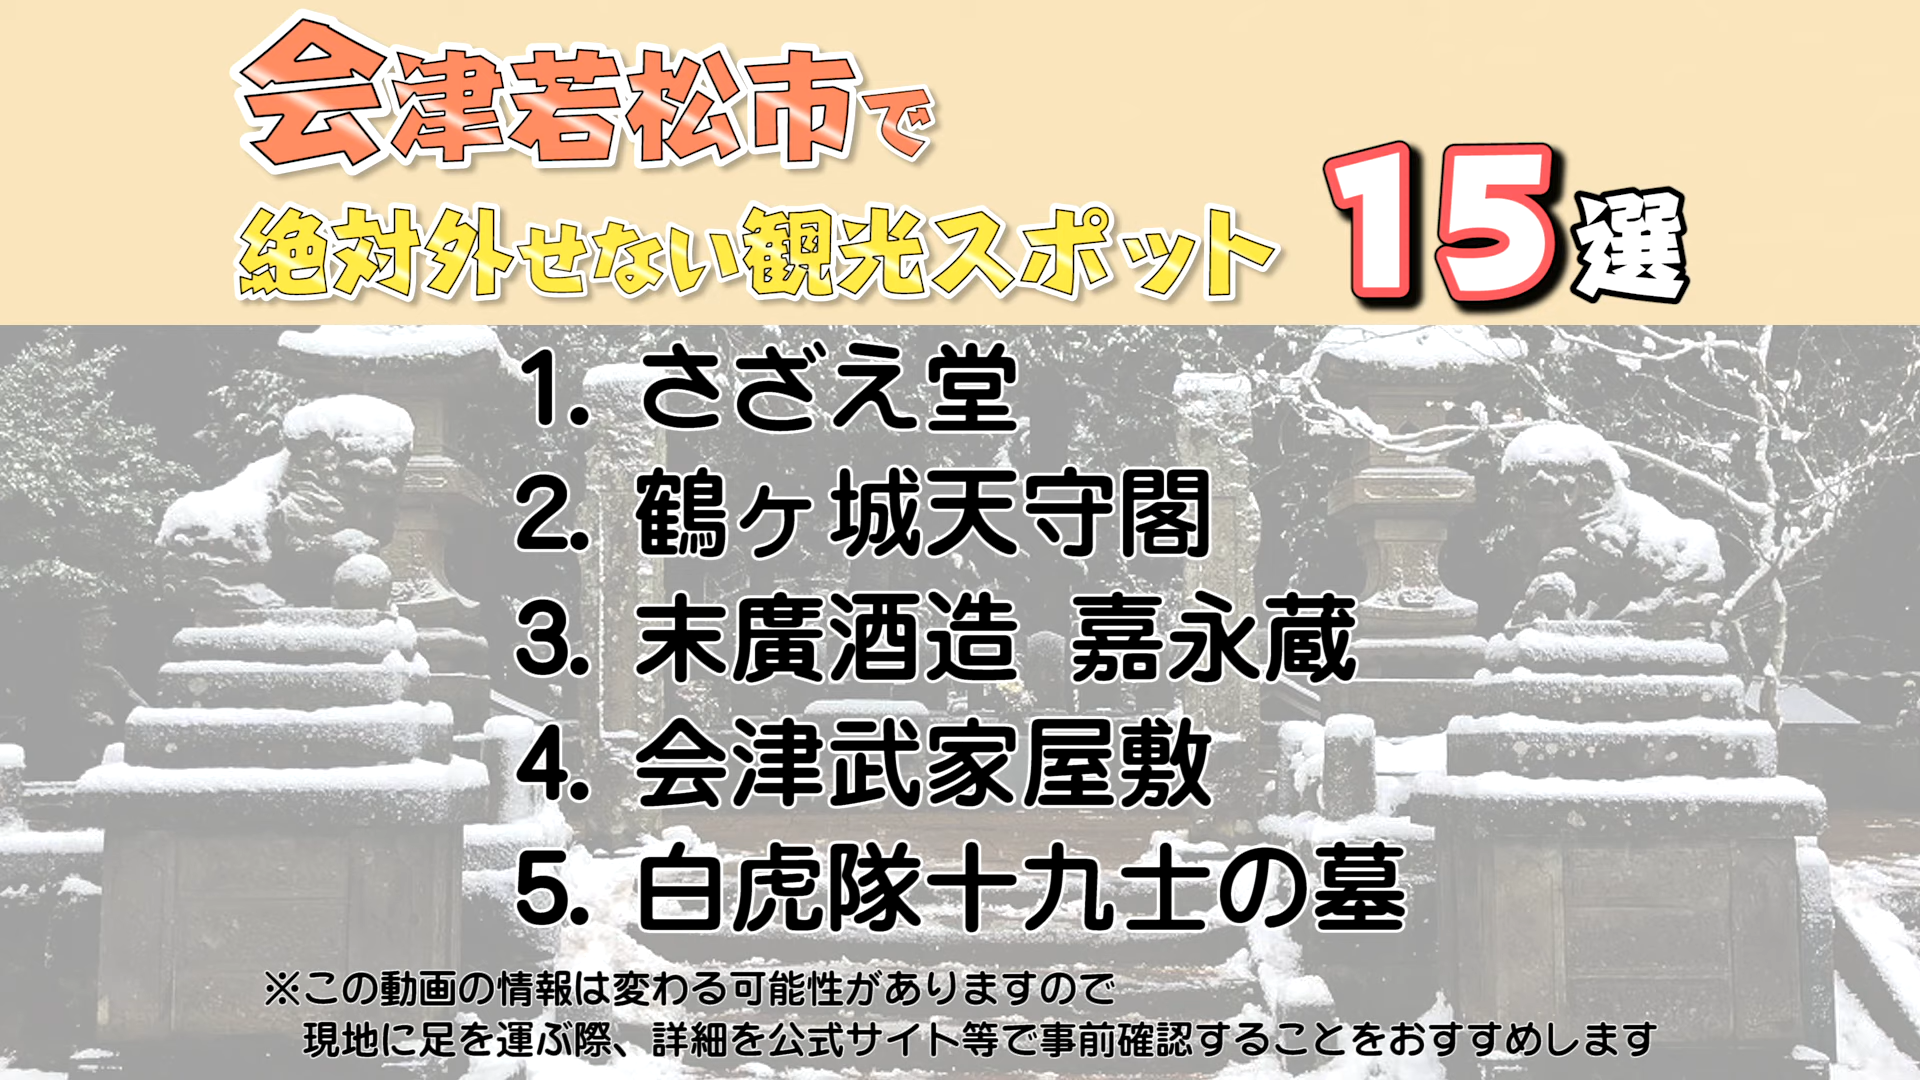 会津若松市で
絶対外せない観光スポット 15選
1. さざえ堂
2. 鶴ヶ城天守閣
3. 末廣酒造 嘉永蔵
4. 会津武家屋敷
5. 白虎隊十九士の墓
※この動画の情報は変わる可能性がありますので
現地に足を運ぶ際、詳細を公式サイト等で事前確認することをおすすめします